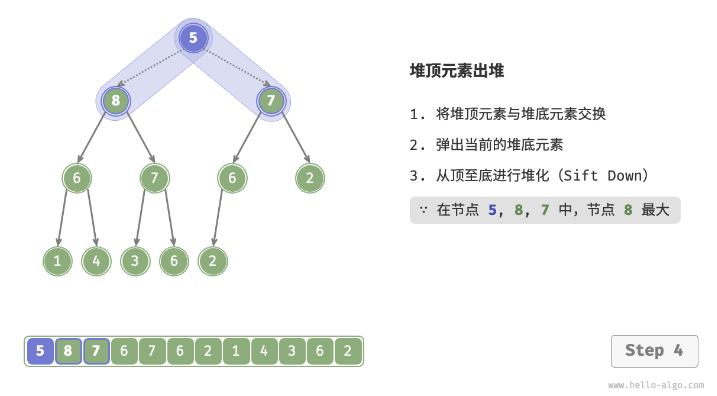 堆顶元素出堆
1. 将堆顶元素与堆底元素交换
2. 弹出当前的堆底元素
3. 从顶至底进行堆化（Sift Down）
∵ 在节点 5, 8, 7 中，节点 8 最大
5
8 7
6 7 6 2
1 4 3 6 2
5 8 7 6 7 6 2 1 4 3 6 2
Step 4
www.hello-algo.com